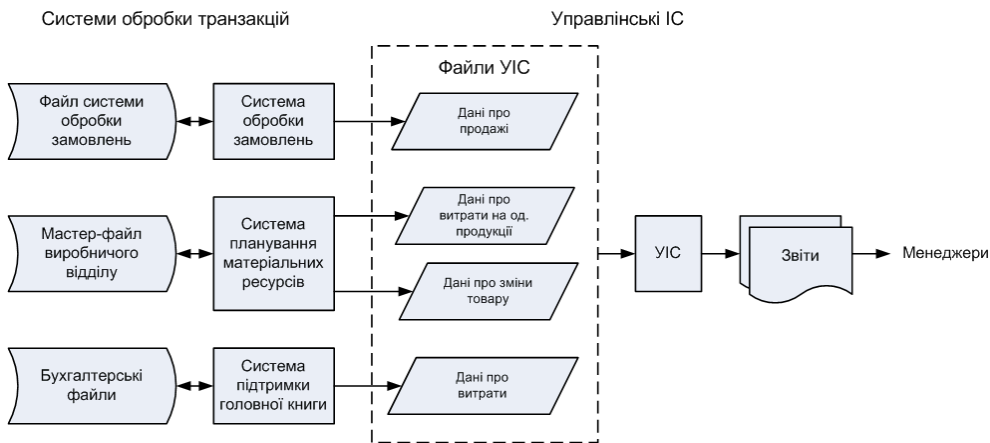 Системи обробки транзакцій
Управлінські ІС
Файли УІС
Файл системи
обробки
замовлень
Система
обробки
замовлень
Дані про
продажі
Мастер-файл
виробничого
відділу
Система
планування
матеріальних
ресурсів
Дані про
витрати на од.
продукції
Дані про зміни
товару
УІС
Звіти
Менеджери
Бухгалтерські
файли
Система
підтримки
головної книги
Дані про
витрати